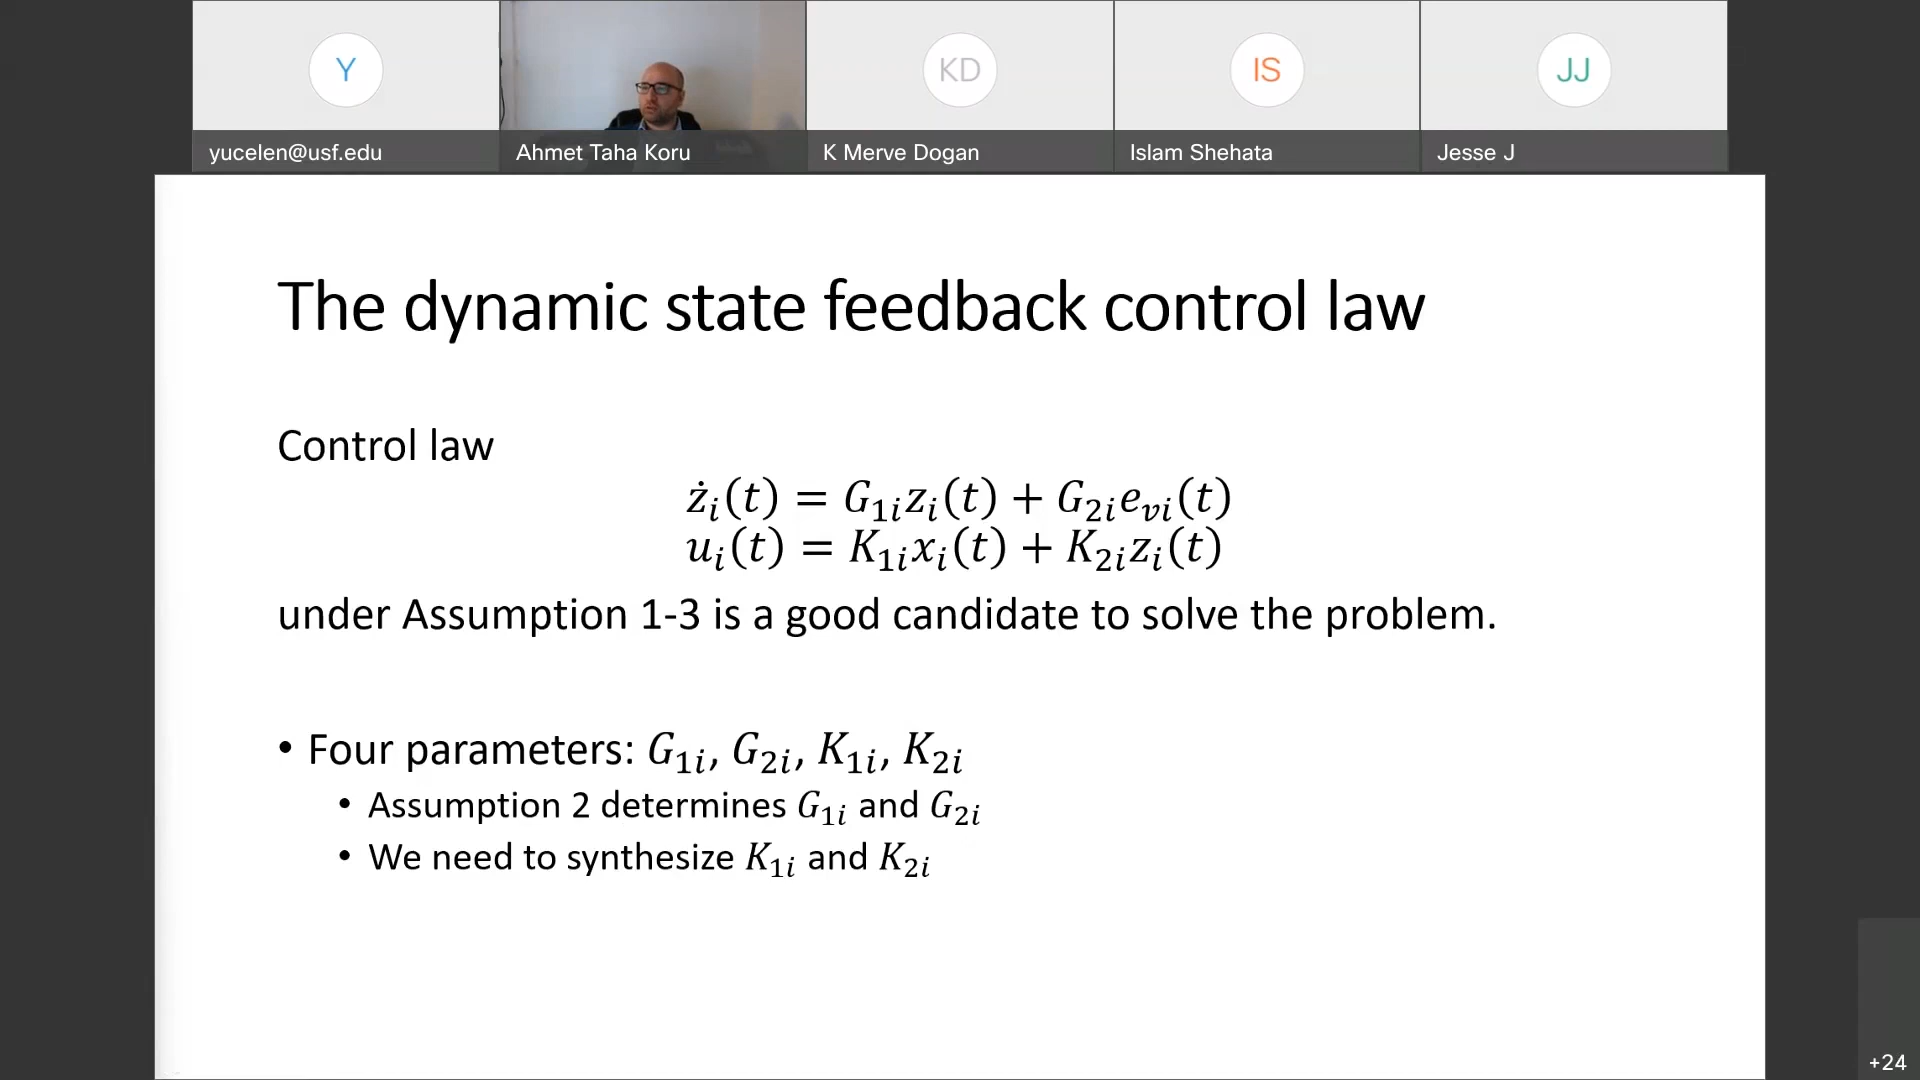 Y
KD
IS
JJ
yucelen@usf.edu
Ahmet Taha Koru
K Merve Dogan
Islam Shehata
Jesse J
The dynamic state feedback control law
Control law
ż_i(t) = G_{1i}z_i(t) + G_{2i}e_{vi}(t)
u_i(t) = K_{1i}x_i(t) + K_{2i}z_i(t)
under Assumption 1-3 is a good candidate to solve the problem.
• Four parameters: G_{1i}, G_{2i}, K_{1i}, K_{2i}
• Assumption 2 determines G_{1i} and G_{2i}
• We need to synthesize K_{1i} and K_{2i}
+24